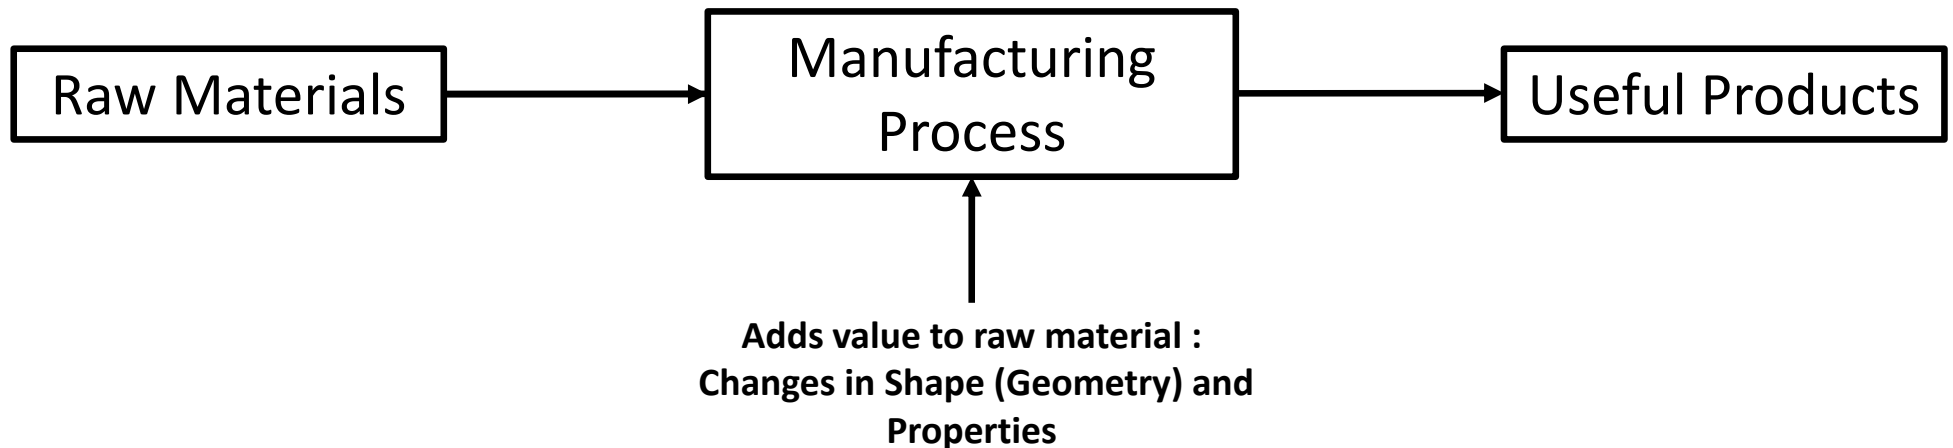 Raw Materials
Manufacturing
Process
Useful Products
Adds value to raw material :
Changes in Shape (Geometry) and
Properties